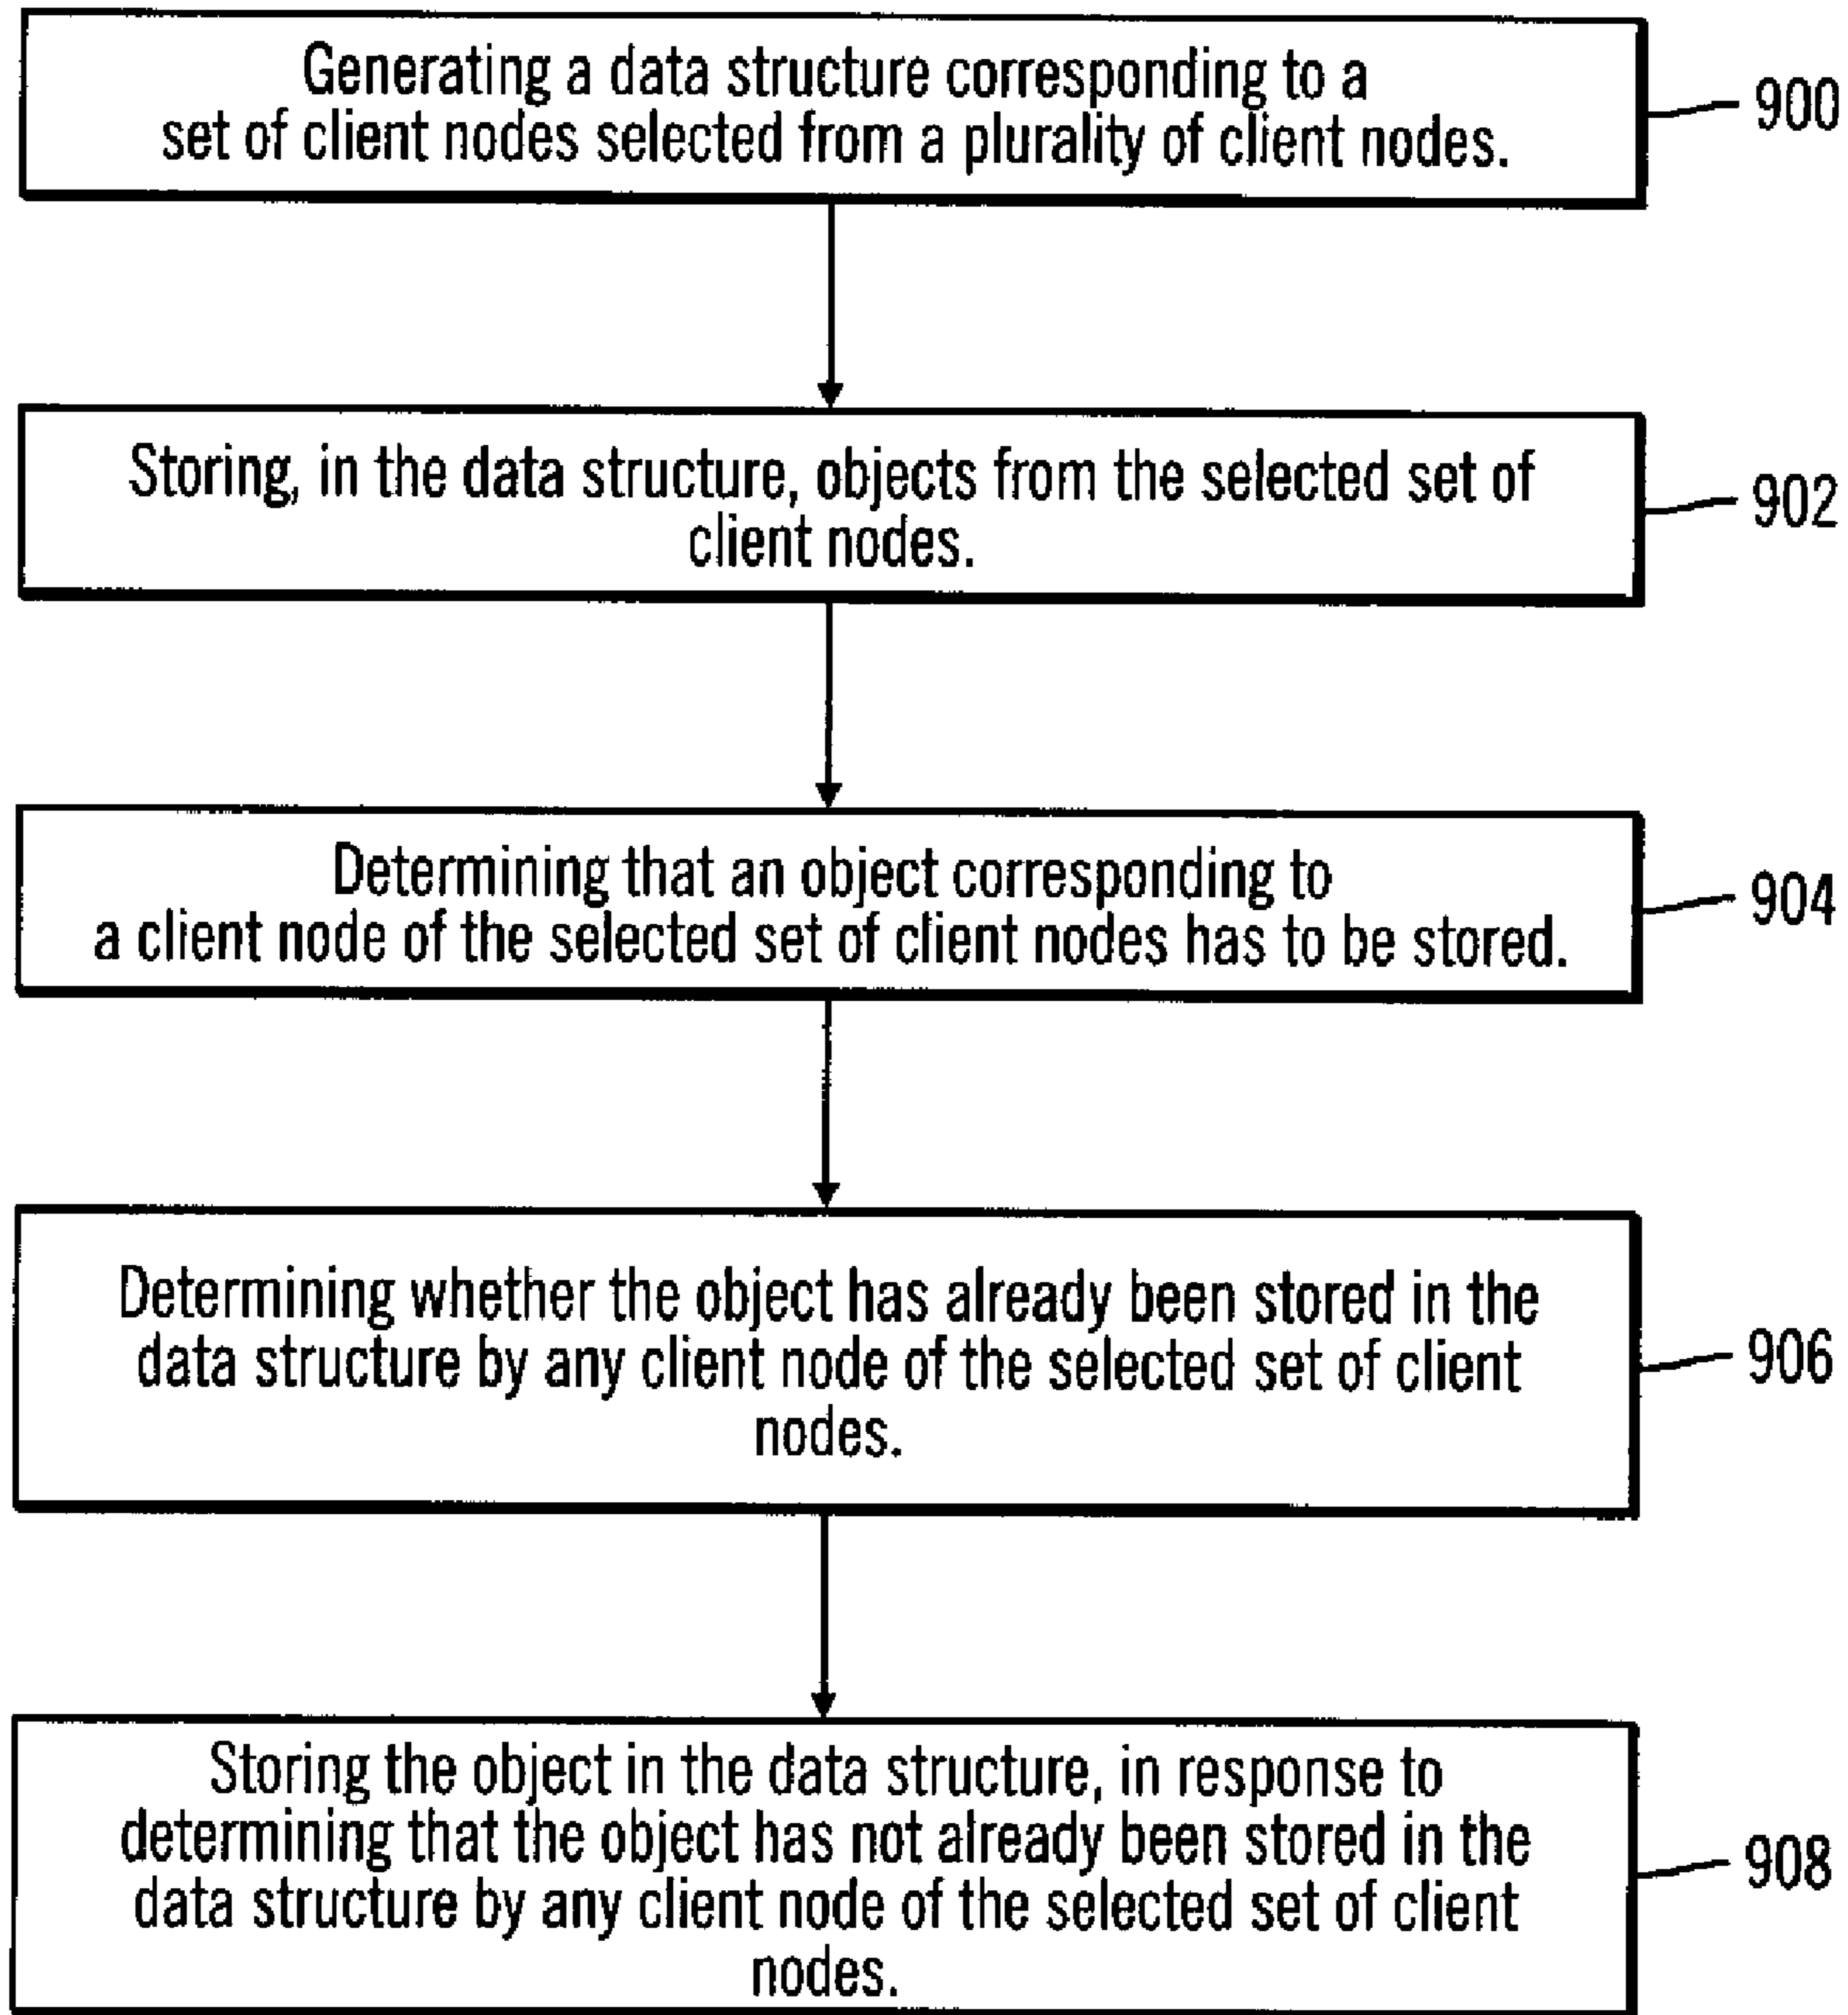 Generating a data structure corresponding to a
set of client nodes selected from a plurality of client nodes.
900
Storing, in the data structure, objects from the selected set of
client nodes.
902
Determining that an object corresponding to
a client node of the selected set of client nodes has to be stored.
904
Determining whether the object has already been stored in the
data structure by any client node of the selected set of client
nodes.
906
Storing the object in the data structure, in response to
determining that the object has not already been stored in the
data structure by any client node of the selected set of client
nodes.
908